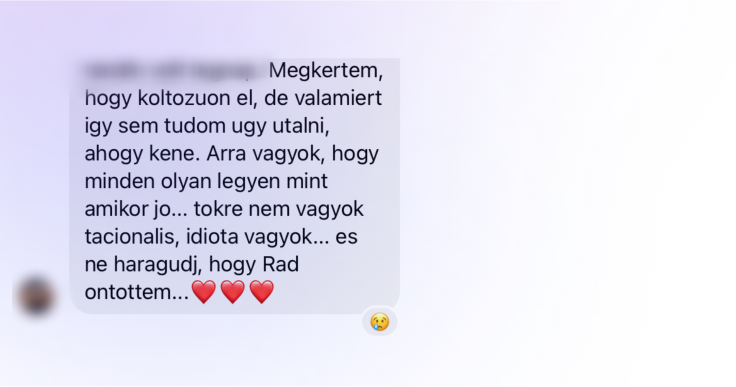 Megkertem,
hogy koltozuon el, de valamiert
igy sem tudom ugy utalni,
ahogy kene. Arra vagyok, hogy
minden olyan legyen mint
amikor jo... tokre nem vagyok
tacionalis, idiota vagyok... es
ne haragudj, hogy Rad
ontottem...❤️❤️❤️
😢